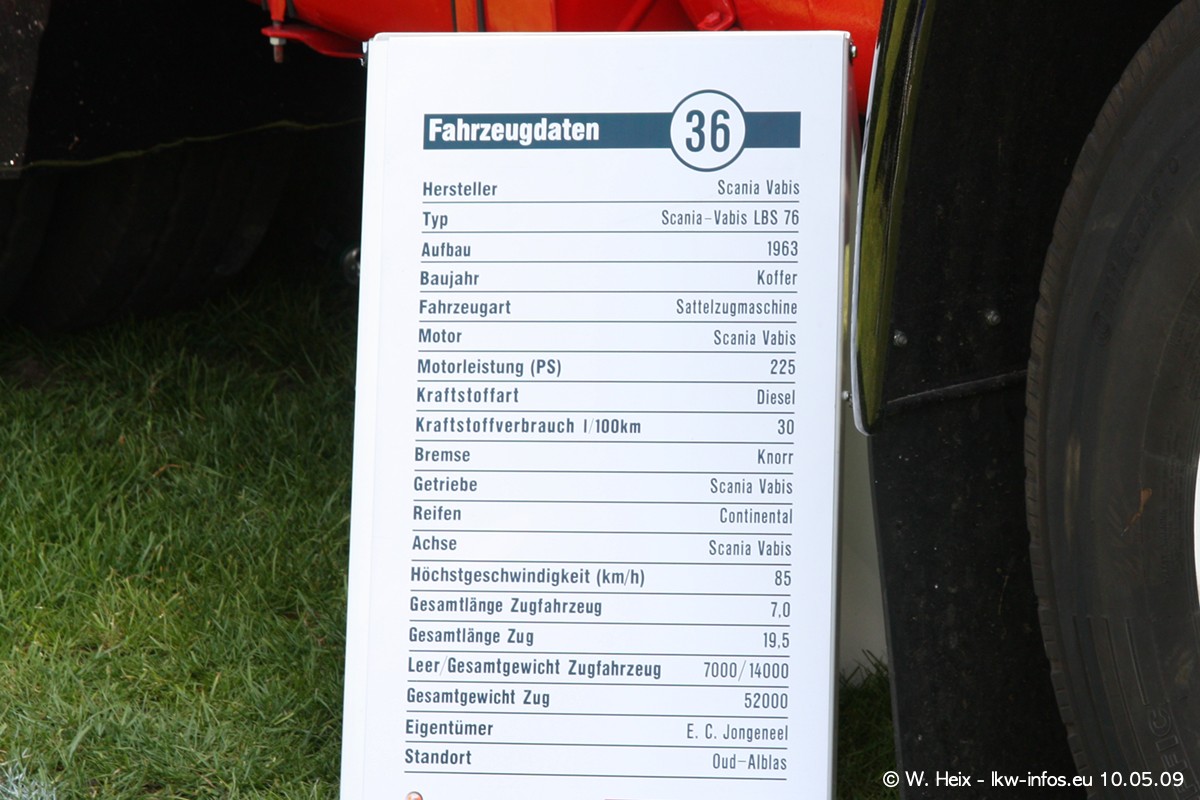 Fahrzeugdaten 36
Hersteller Scania Vabis
Typ Scania-Vabis LBS 76
Aufbau 1963
Baujahr Koffer
Fahrzeugart Sattelzugmaschine
Motor Scania Vabis
Motorleistung (PS) 225
Kraftstoffart Diesel
Kraftstoffverbrauch l/100km 30
Bremse Knorr
Getriebe Scania Vabis
Reifen Continental
Achse Scania Vabis
Höchstgeschwindigkeit (km/h) 85
Gesamtlänge Zugfahrzeug 7,0
Gesamtlänge Zug 19,5
Leer/Gesamtgewicht Zugfahrzeug 7000/14000
Gesamtgewicht Zug 52000
Eigentümer E. C. Jongeneel
Standort Oud-Alblas
© W. Heix - lkw-infos.eu 10.05.09